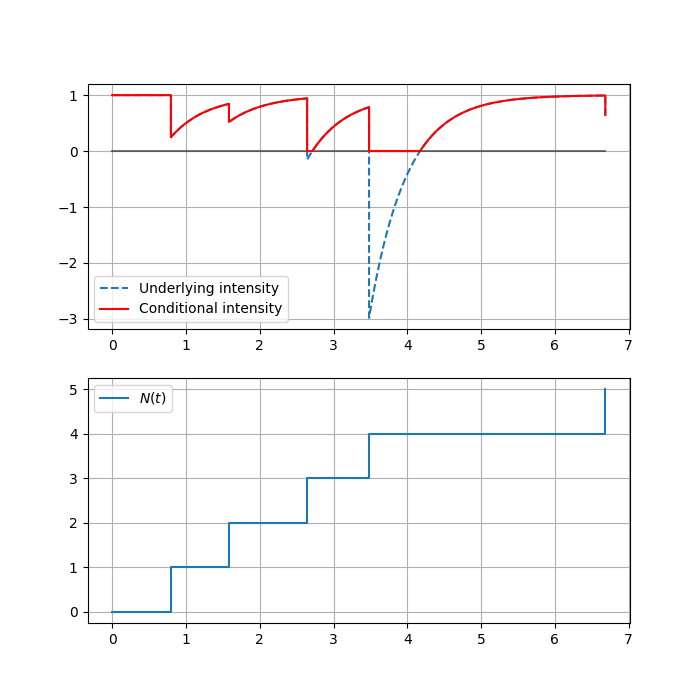 1
0
−1
−2
−3
Underlying intensity
Conditional intensity
0 1 2 3 4 5 6 7
5
4
3
2
1
0
N(t)
0 1 2 3 4 5 6 7